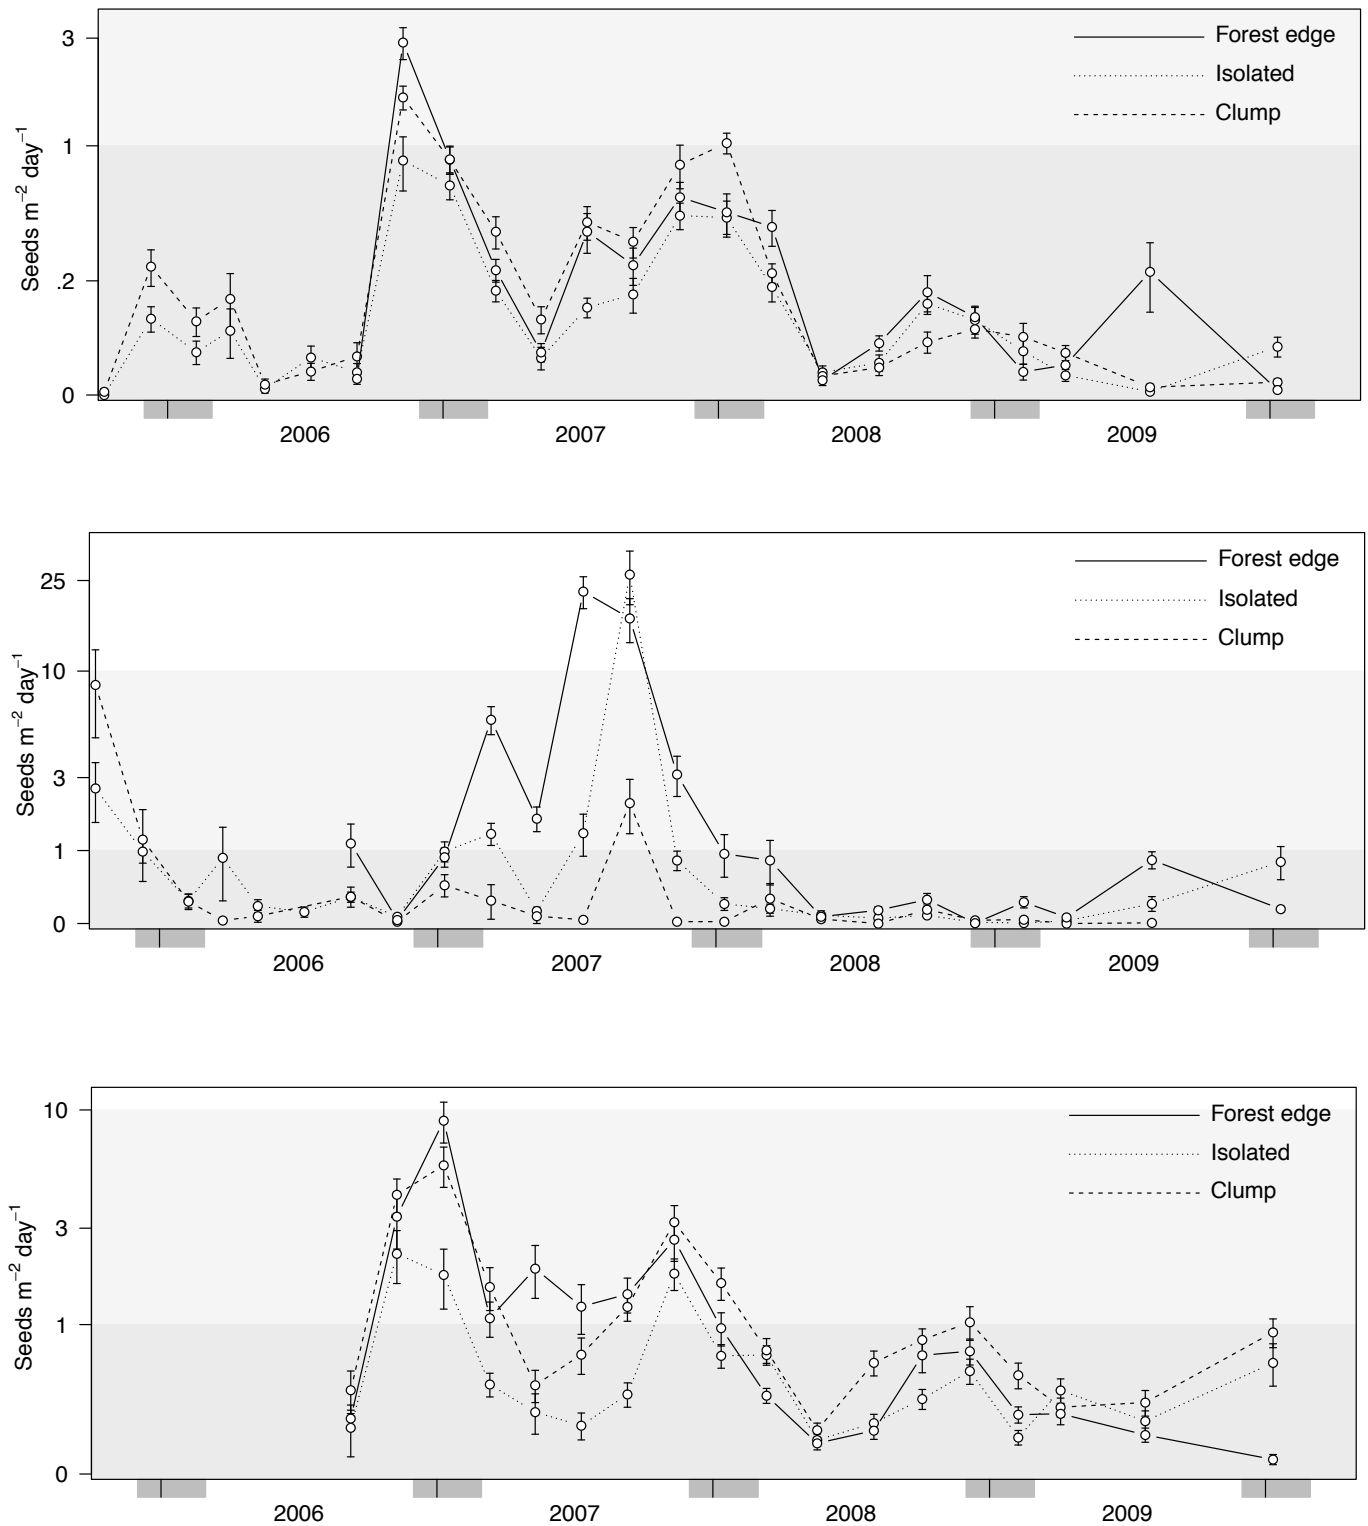 3
1
.2
0
Seeds m⁻² day⁻¹
Forest edge
Isolated
Clump
2006 2007 2008 2009
25
10
3
1
0
Seeds m⁻² day⁻¹
Forest edge
Isolated
Clump
2006 2007 2008 2009
10
3
1
0
Seeds m⁻² day⁻¹
Forest edge
Isolated
Clump
2006 2007 2008 2009